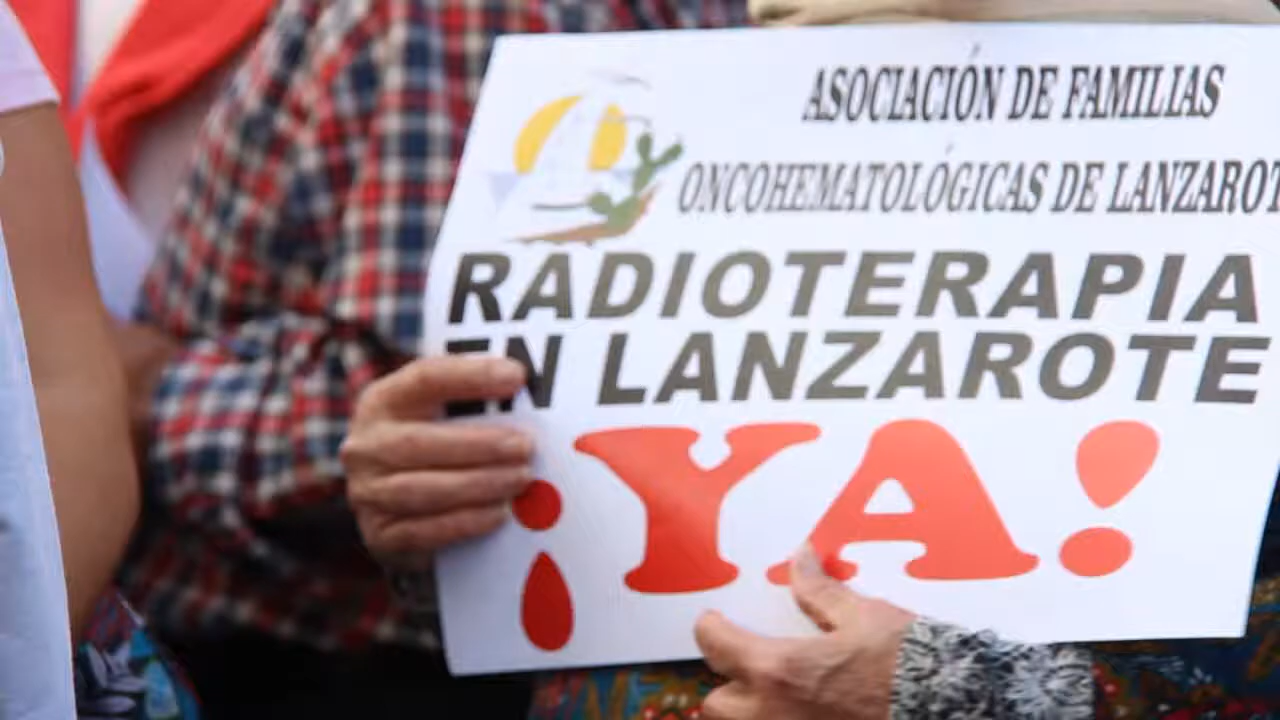 ASOCIACIÓN DE FAMILIAS
ONCOHEMATOLÓGICAS DE LANZAROT
RADIOTERAPIA
EN LANZAROTE
¡YA!